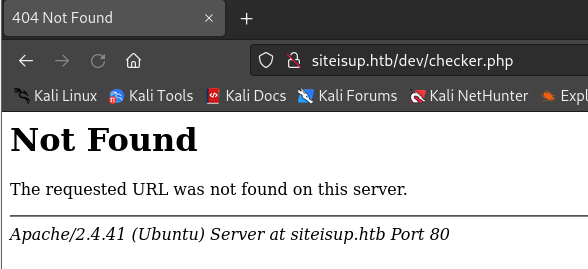 404 Not Found
siteisup.htb/dev/checker.php
Kali Linux Kali Tools Kali Docs Kali Forums Kali NetHunter Expl
Not Found
The requested URL was not found on this server.
Apache/2.4.41 (Ubuntu) Server at siteisup.htb Port 80